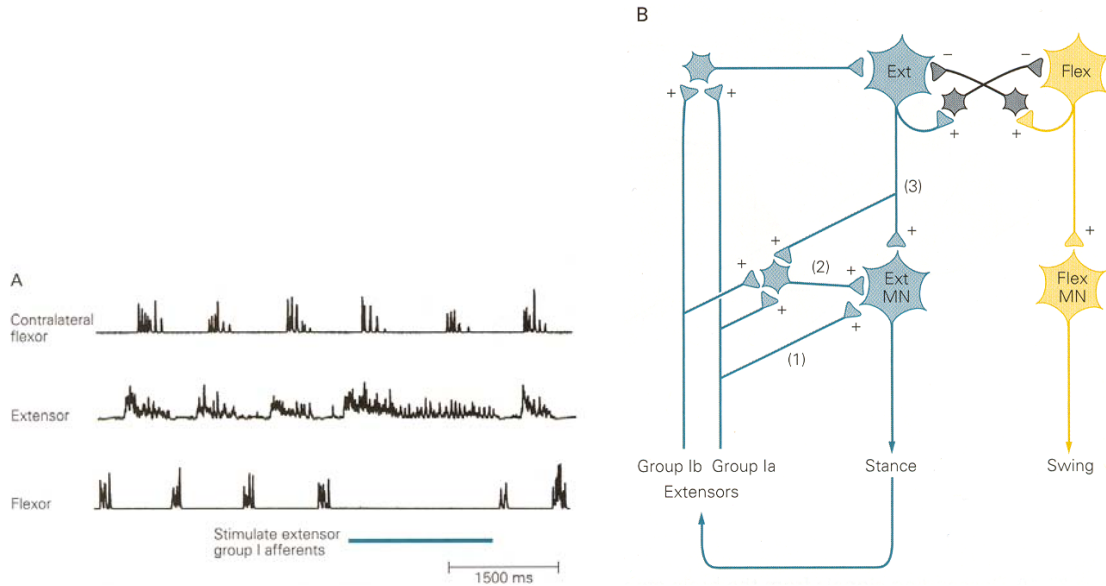 A
Contralateral
flexor
Extensor
Flexor
Stimulate extensor
group I afferents
1500 ms
B
Ext
−
−
Flex
+
+
+
+
(3)
+
+
+
+
(2)
+
Ext
MN
Flex
MN
+
+
(1)
Group Ib
Group Ia
Extensors
Stance
Swing